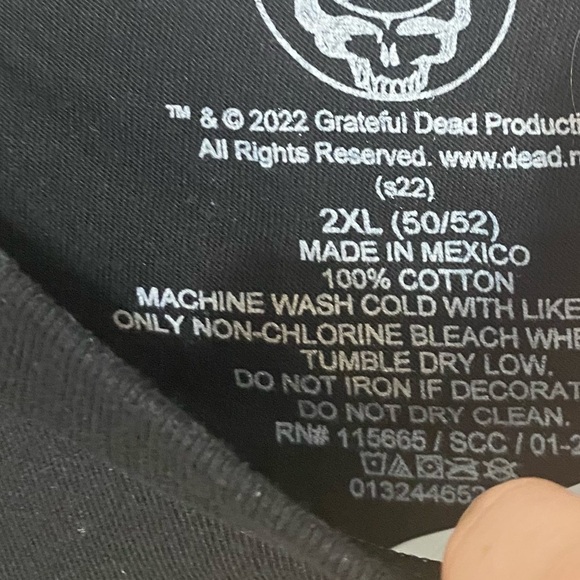 ™ & © 2022 Grateful Dead Producti
All Rights Reserved. www.dead.n
(s22)
2XL (50/52)
MADE IN MEXICO
100% COTTON
MACHINE WASH COLD WITH LIKE
ONLY NON-CHLORINE BLEACH WHE
TUMBLE DRY LOW.
DO NOT IRON IF DECORAT
DO NOT DRY CLEAN.
RN# 115665 / SCC / 01-2
013244652